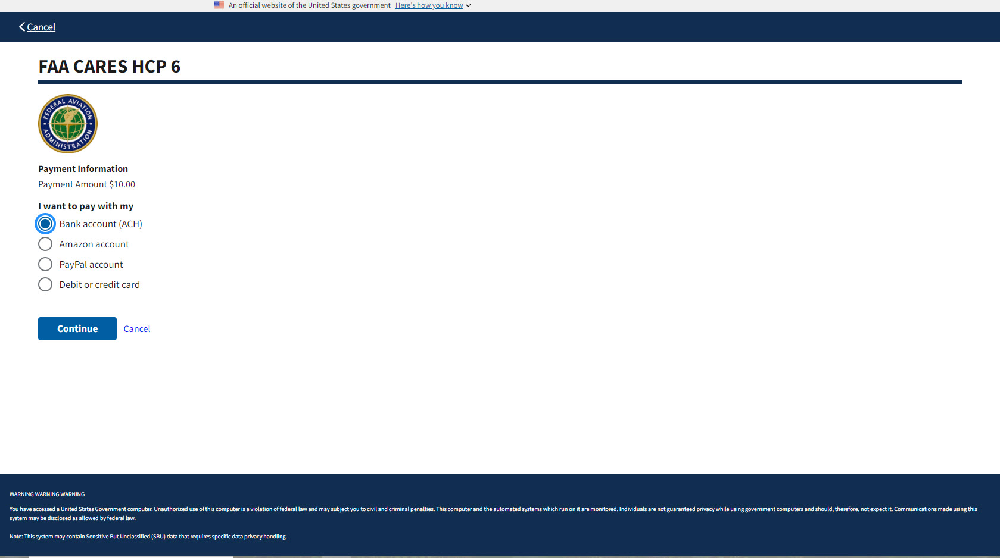 An official website of the United States government Here's how you know
Cancel
FAA CARES HCP 6
FEDERAL AVIATION
ADMINISTRATION
Payment Information
Payment Amount $10.00
I want to pay with my
Bank account (ACH)
Amazon account
PayPal account
Debit or credit card
Continue Cancel
WARNING WARNING WARNING
You have accessed a United States Government computer. Unauthorized use of this computer is a violation of federal law and may subject you to civil and criminal penalties. This computer and the automated systems which run on it are monitored. Individuals are not guaranteed privacy while using government computers and should, therefore, not expect it. Communications made using this
system may be disclosed as allowed by federal law.
Note: This system may contain Sensitive But Unclassified (SBU) data that requires specific data privacy handling.